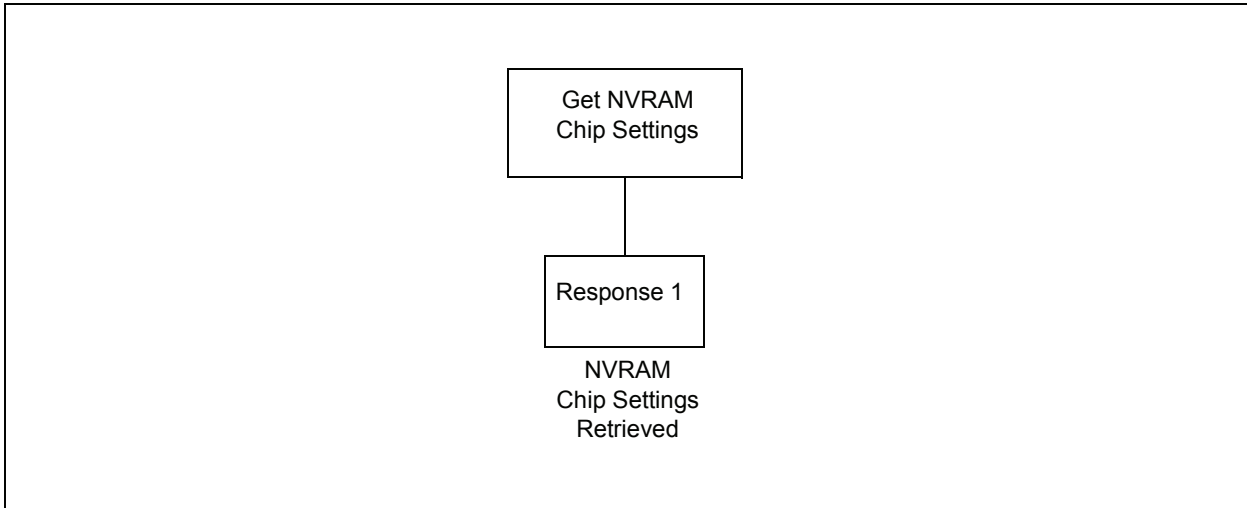 Get NVRAM
Chip Settings
Response 1
NVRAM
Chip Settings
Retrieved